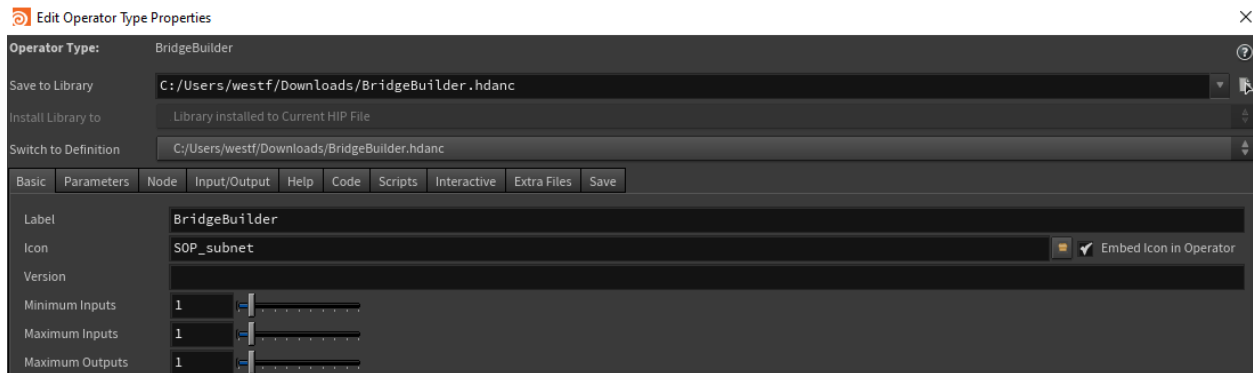 Edit Operator Type Properties
Operator Type: BridgeBuilder
Save to Library C:/Users/westf/Downloads/BridgeBuilder.hdanc
Install Library to Library installed to Current HIP File
Switch to Definition C:/Users/westf/Downloads/BridgeBuilder.hdanc
Basic Parameters Node Input/Output Help Code Scripts Interactive Extra Files Save
Label BridgeBuilder
Icon SOP_subnet Embed Icon in Operator
Version
Minimum Inputs 1
Maximum Inputs 1
Maximum Outputs 1